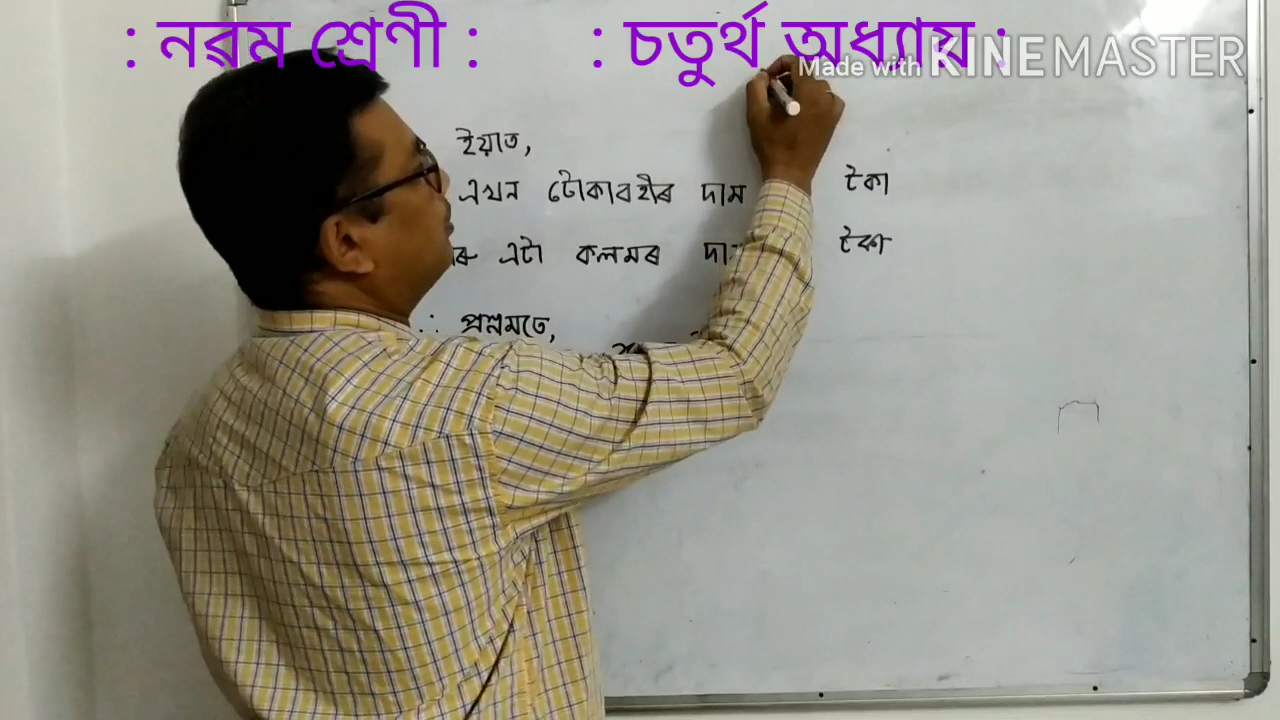 : নৱম শ্ৰেণী : : চতুৰ্থ অধ্যায় :
Made with KINEMASTER
ইয়াত,
এখন টোকাবহীৰ দাম টকা
এটা কলমৰ টকা
∴ প্ৰশ্নমতে,